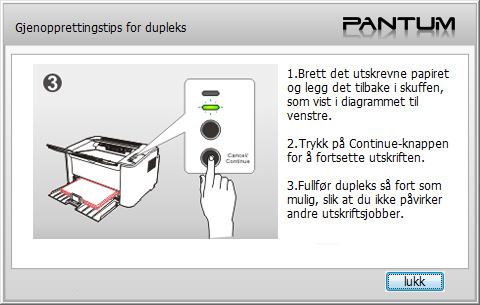 Gjenopprettingstips for dupleks
PANTUM
3
Cancel/
Continue
1.Brett det utskrevne papiret
og legg det tilbake i skuffen,
som vist i diagrammet til
venstre.
2.Trykk på Continue-knappen
for å fortsette utskriften.
3.Fullfør dupleks så fort som
mulig, slik at du ikke påvirker
andre utskriftsjobber.
lukk